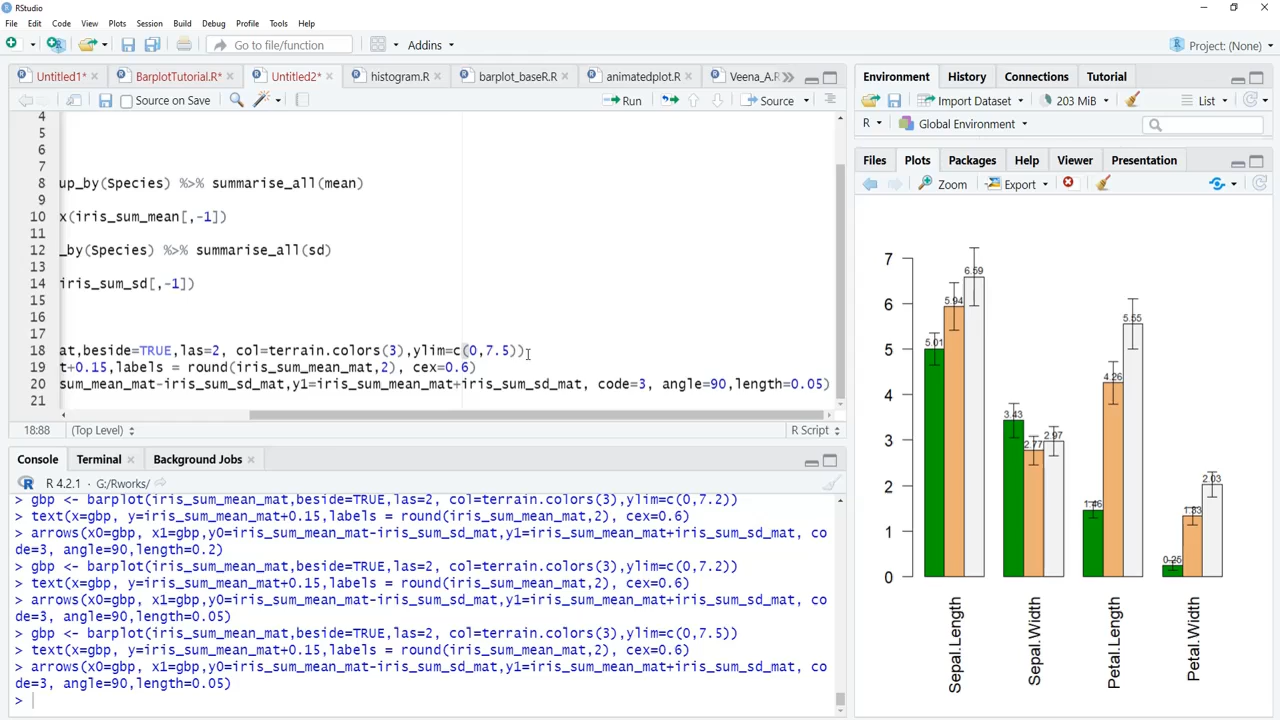 RStudio
File Edit Code View Plots Session Build Debug Profile Tools Help
Go to file/function Addins Project: (None)
Untitled1* BarplotTutorial.R* Untitled2* histogram.R barplot_baseR.R animatedplot.R Veena_A.R
Source on Save Run Source
4
5
6
7
8 up_by(Species) %>% summarise_all(mean)
9
10 x(iris_sum_mean[,-1])
11
12 _by(Species) %>% summarise_all(sd)
13
14 iris_sum_sd[,-1])
15
16
17
18 at,beside=TRUE,las=2, col=terrain.colors(3),ylim=c(0,7.5))
19 t+0.15,labels = round(iris_sum_mean_mat,2), cex=0.6)
20 sum_mean_mat-iris_sum_sd_mat,y1=iris_sum_mean_mat+iris_sum_sd_mat, code=3, angle=90,length=0.05)
21
18:88 (Top Level) R Script
Console Terminal Background Jobs
R 4.2.1 · G:/Rworks/
> gbp <- barplot(iris_sum_mean_mat,beside=TRUE,las=2, col=terrain.colors(3),ylim=c(0,7.2))
> text(x=gbp, y=iris_sum_mean_mat+0.15,labels = round(iris_sum_mean_mat,2), cex=0.6)
> arrows(x0=gbp, x1=gbp,y0=iris_sum_mean_mat-iris_sum_sd_mat,y1=iris_sum_mean_mat+iris_sum_sd_mat, co
de=3, angle=90,length=0.2)
> gbp <- barplot(iris_sum_mean_mat,beside=TRUE,las=2, col=terrain.colors(3),ylim=c(0,7.2))
> text(x=gbp, y=iris_sum_mean_mat+0.15,labels = round(iris_sum_mean_mat,2), cex=0.6)
> arrows(x0=gbp, x1=gbp,y0=iris_sum_mean_mat-iris_sum_sd_mat,y1=iris_sum_mean_mat+iris_sum_sd_mat, co
de=3, angle=90,length=0.05)
> gbp <- barplot(iris_sum_mean_mat,beside=TRUE,las=2, col=terrain.colors(3),ylim=c(0,7.5))
> text(x=gbp, y=iris_sum_mean_mat+0.15,labels = round(iris_sum_mean_mat,2), cex=0.6)
> arrows(x0=gbp, x1=gbp,y0=iris_sum_mean_mat-iris_sum_sd_mat,y1=iris_sum_mean_mat+iris_sum_sd_mat, co
de=3, angle=90,length=0.05)
>
Environment History Connections Tutorial
Import Dataset 203 MiB List
R Global Environment
Files Plots Packages Help Viewer Presentation
Zoom Export
7
6
5
4
3
2
1
0
5.01 5.94 6.59
3.43 2.77 2.97
1.46 4.26 5.55
0.25 1.33 2.03
Sepal.Length
Sepal.Width
Petal.Length
Petal.Width